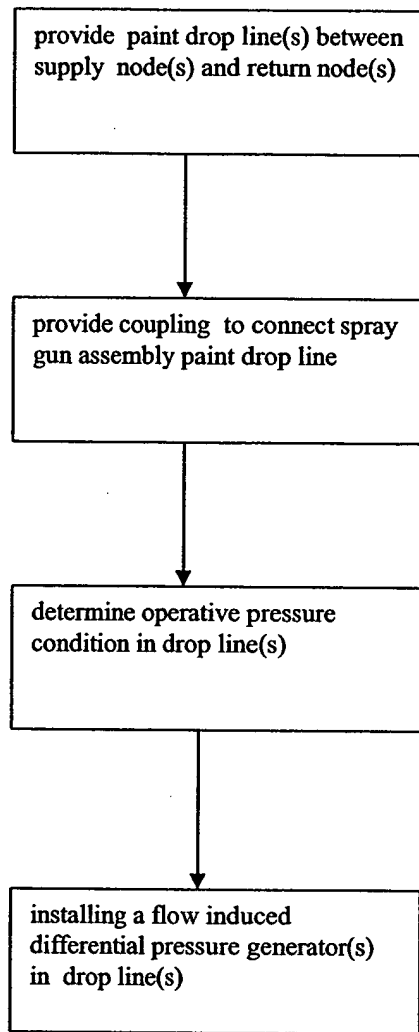 provide paint drop line(s) between
supply node(s) and return node(s)
provide coupling to connect spray
gun assembly paint drop line
determine operative pressure
condition in drop line(s)
installing a flow induced
differential pressure generator(s)
in drop line(s)